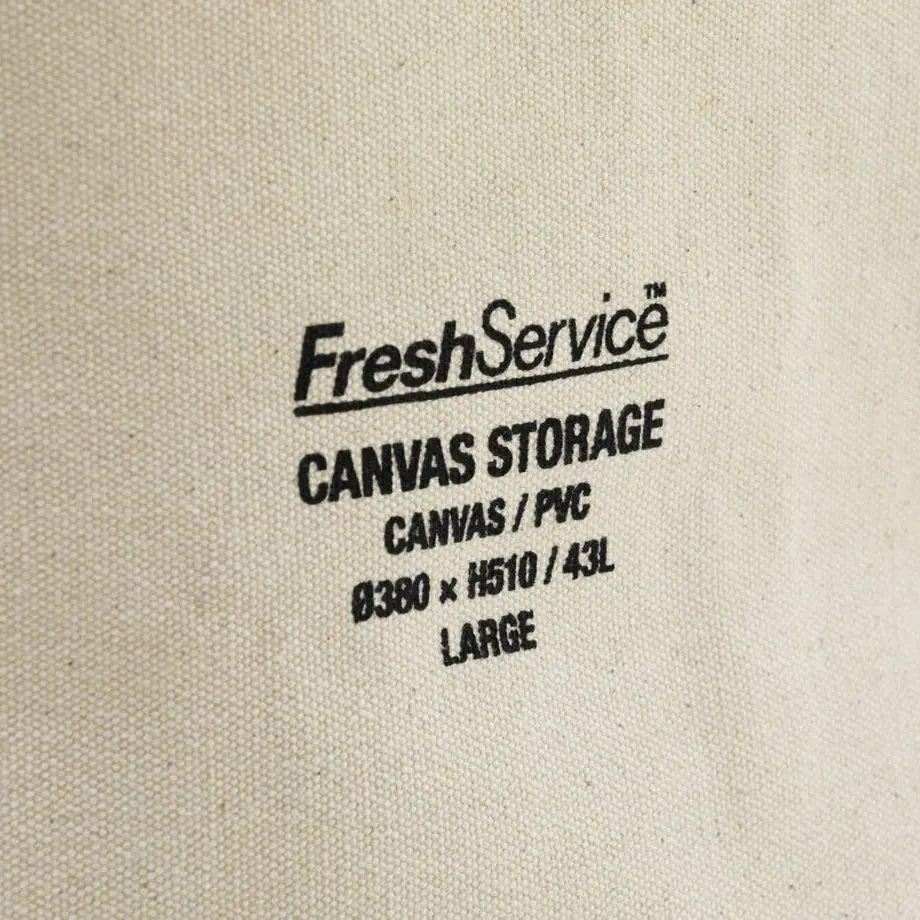 FreshService™
CANVAS STORAGE
CANVAS / PVC
Ø380 × H510 / 43L
LARGE